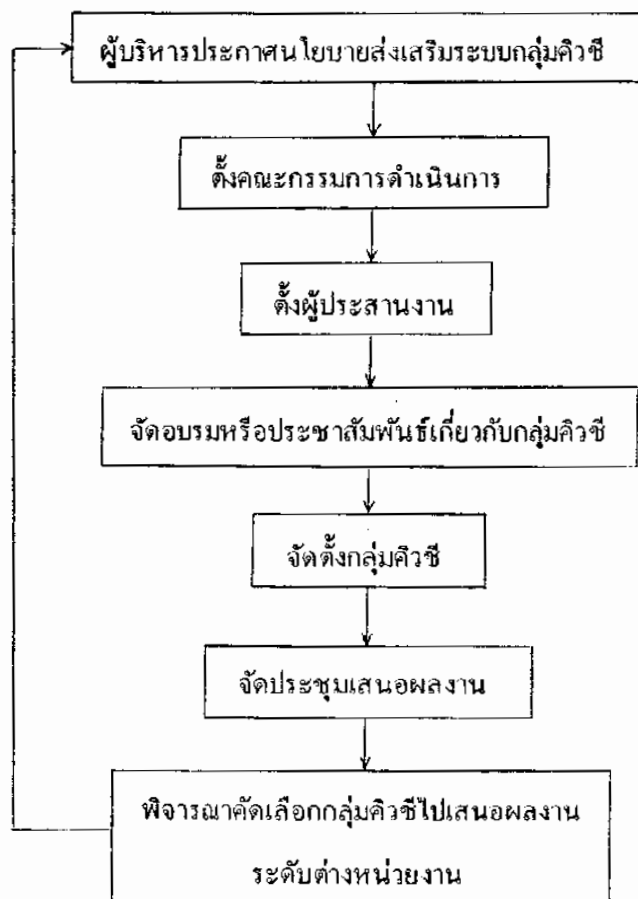 ผู้บริหารประกาศนโยบายส่งเสริมระบบกลุ่มคิวซี
ตั้งคณะกรรมการดำเนินการ
ตั้งผู้ประสานงาน
จัดอบรมหรือประชาสัมพันธ์เกี่ยวกับกลุ่มคิวซี
จัดตั้งกลุ่มคิวซี
จัดประชุมเสนอผลงาน
พิจารณาคัดเลือกกลุ่มคิวซีไปเสนอผลงาน
ระดับต่างหน่วยงาน